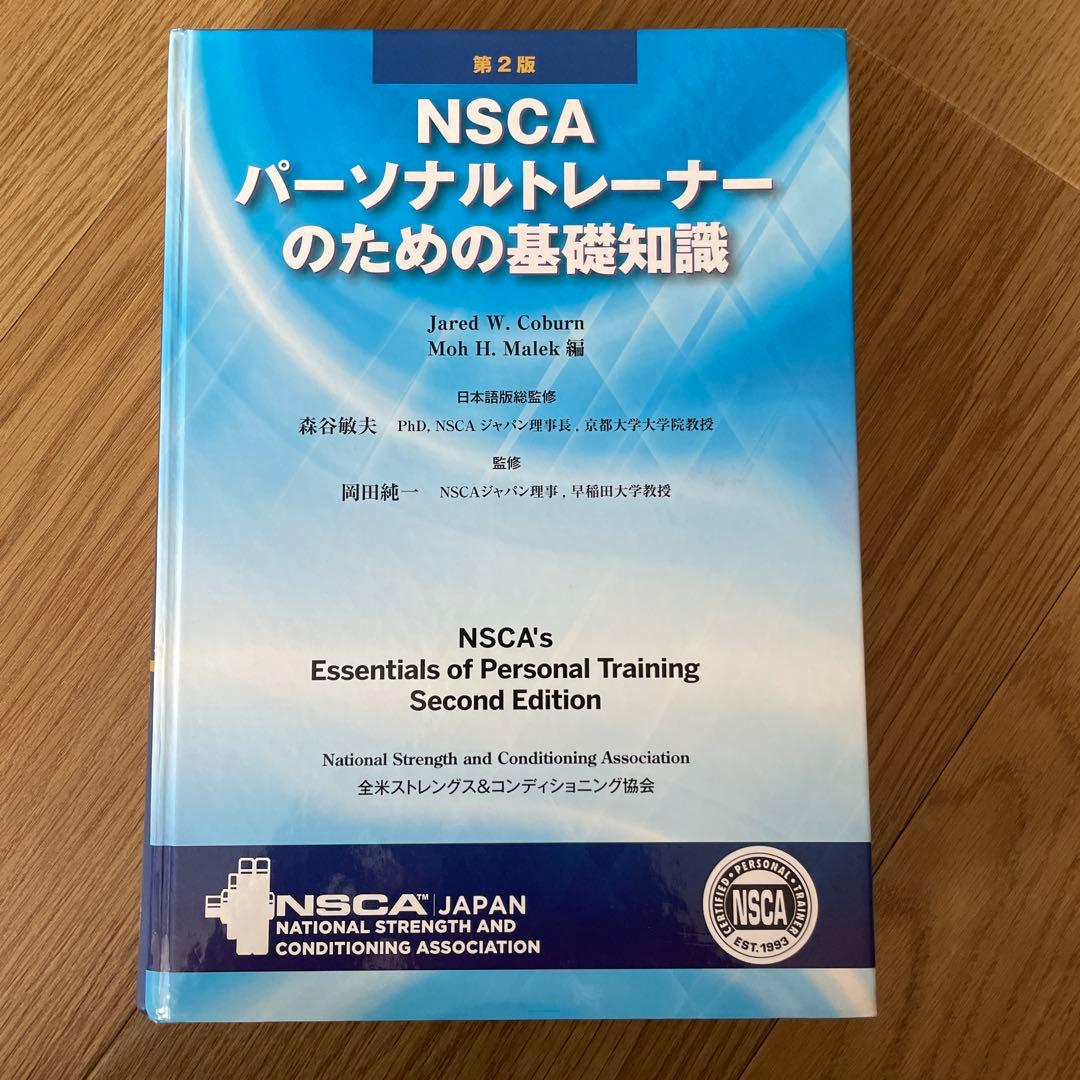 第2版
NSCA
パーソナルトレーナー
のための基礎知識
Jared W. Coburn
Moh H. Malek 編
日本語版総監修
森谷敏夫 PhD, NSCA ジャパン理事長, 京都大学大学院教授
監修
岡田純一 NSCAジャパン理事, 早稲田大学教授
NSCA's
Essentials of Personal Training
Second Edition
National Strength and Conditioning Association
全米ストレングス&コンディショニング協会
NSCA™ JAPAN
NATIONAL STRENGTH AND
CONDITIONING ASSOCIATION
CERTIFIED • PERSONAL • TRAINER
NSCA
EST. 1993